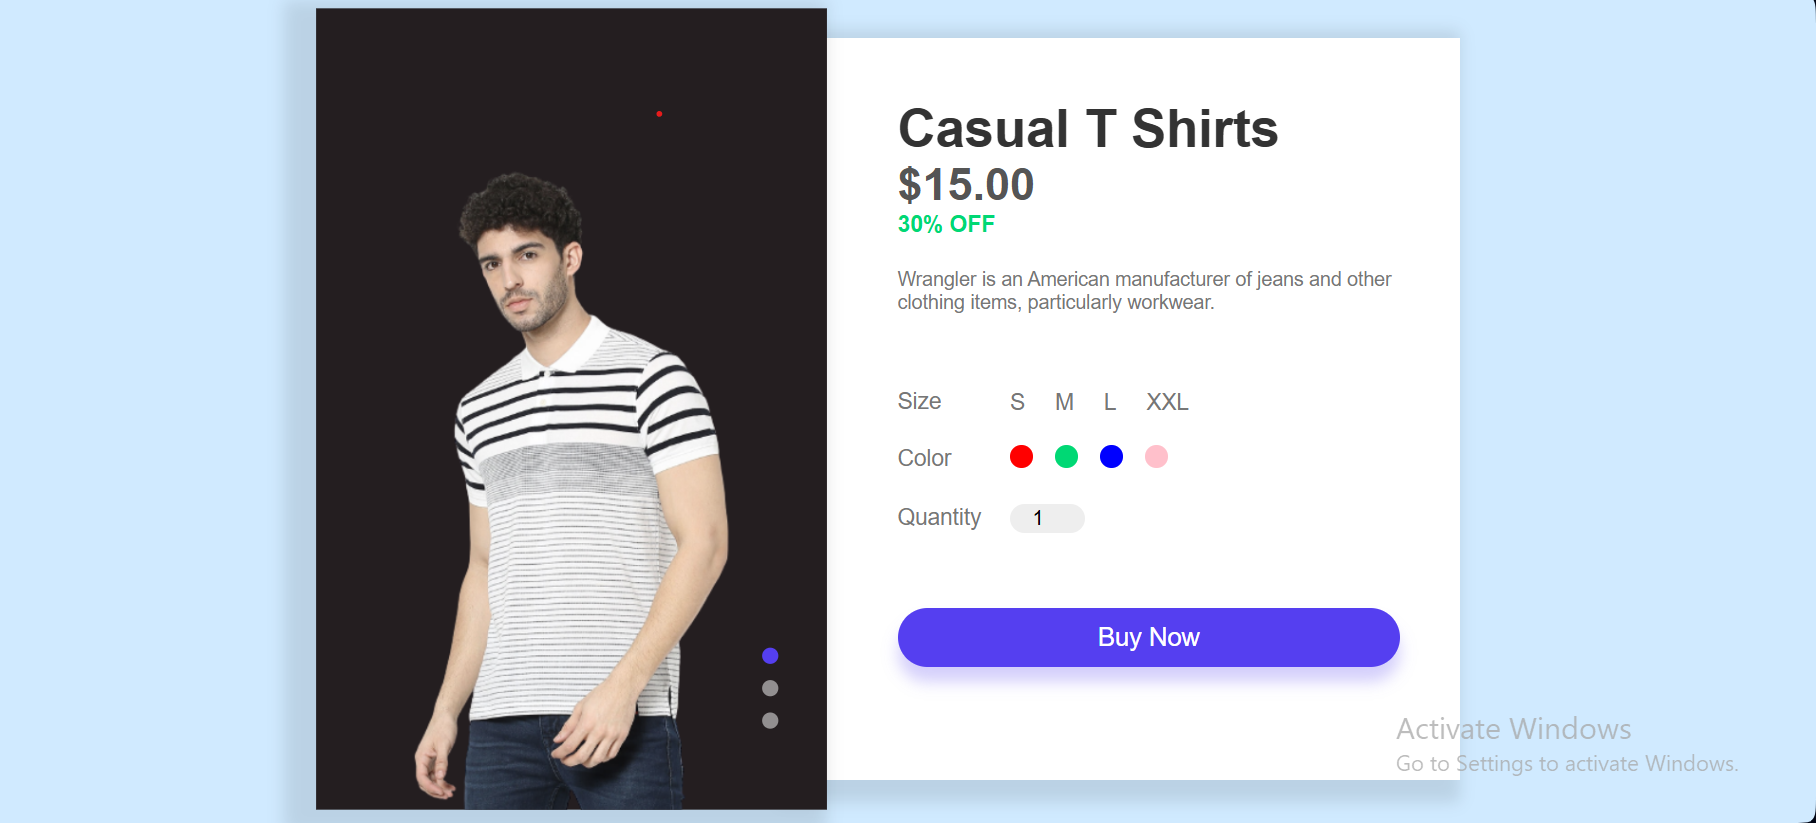 Casual T Shirts
$15.00
30% OFF
Wrangler is an American manufacturer of jeans and other
clothing items, particularly workwear.
Size S M L XXL
Color
Quantity 1
Buy Now
Activate Windows
Go to Settings to activate Windows.